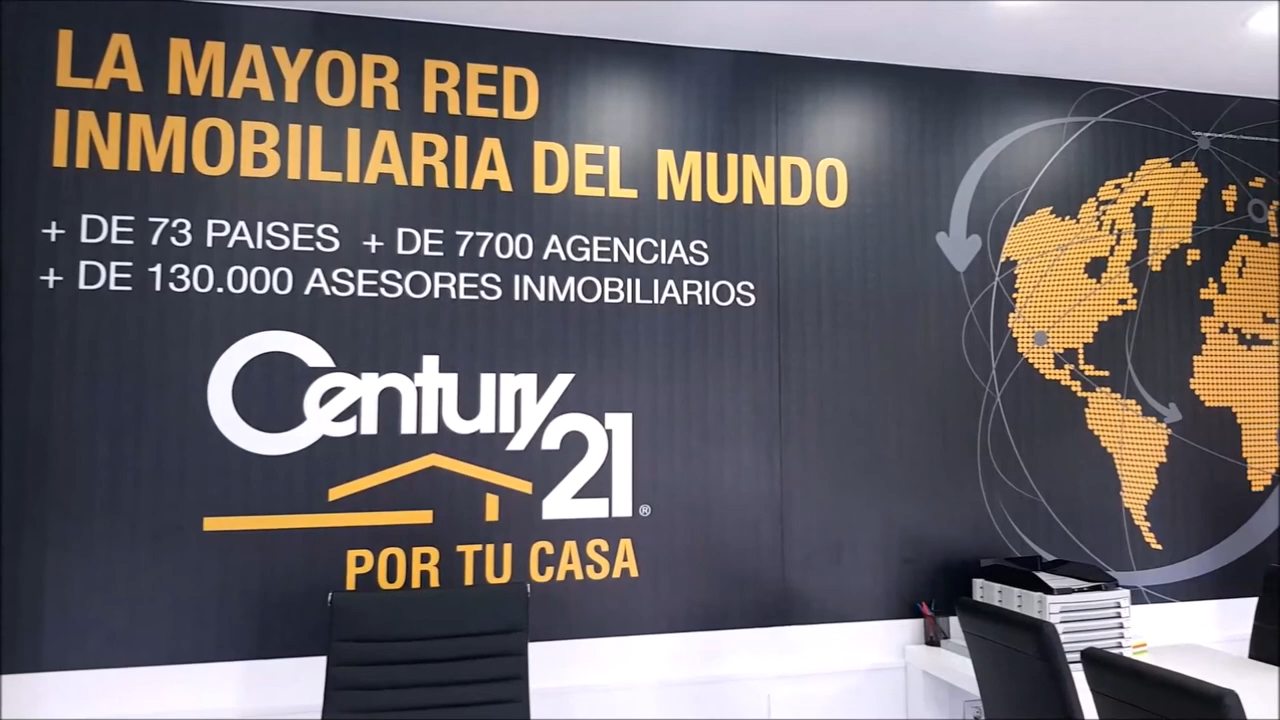 LA MAYOR RED
INMOBILIARIA DEL MUNDO
+ DE 73 PAISES + DE 7700 AGENCIAS
+ DE 130.000 ASESORES INMOBILIARIOS
Century
21®
POR TU CASA